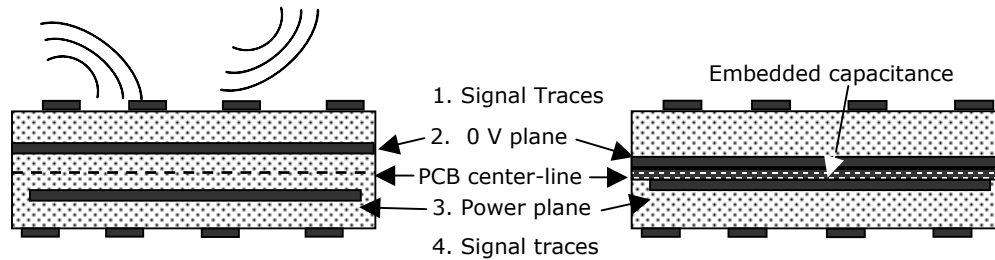 Embedded capacitance
1. Signal Traces
2. 0 V plane
PCB center-line
3. Power plane
4. Signal traces